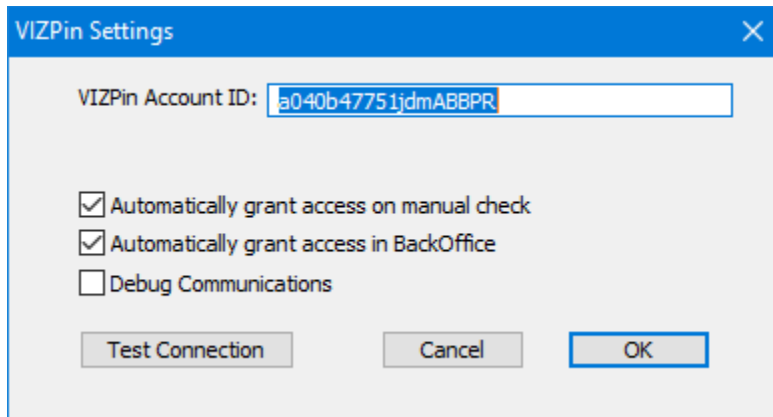 VIZPin Settings
VIZPin Account ID: a040b47751jdmABBPR
Automatically grant access on manual check
Automatically grant access in BackOffice
Debug Communications
Test Connection Cancel OK